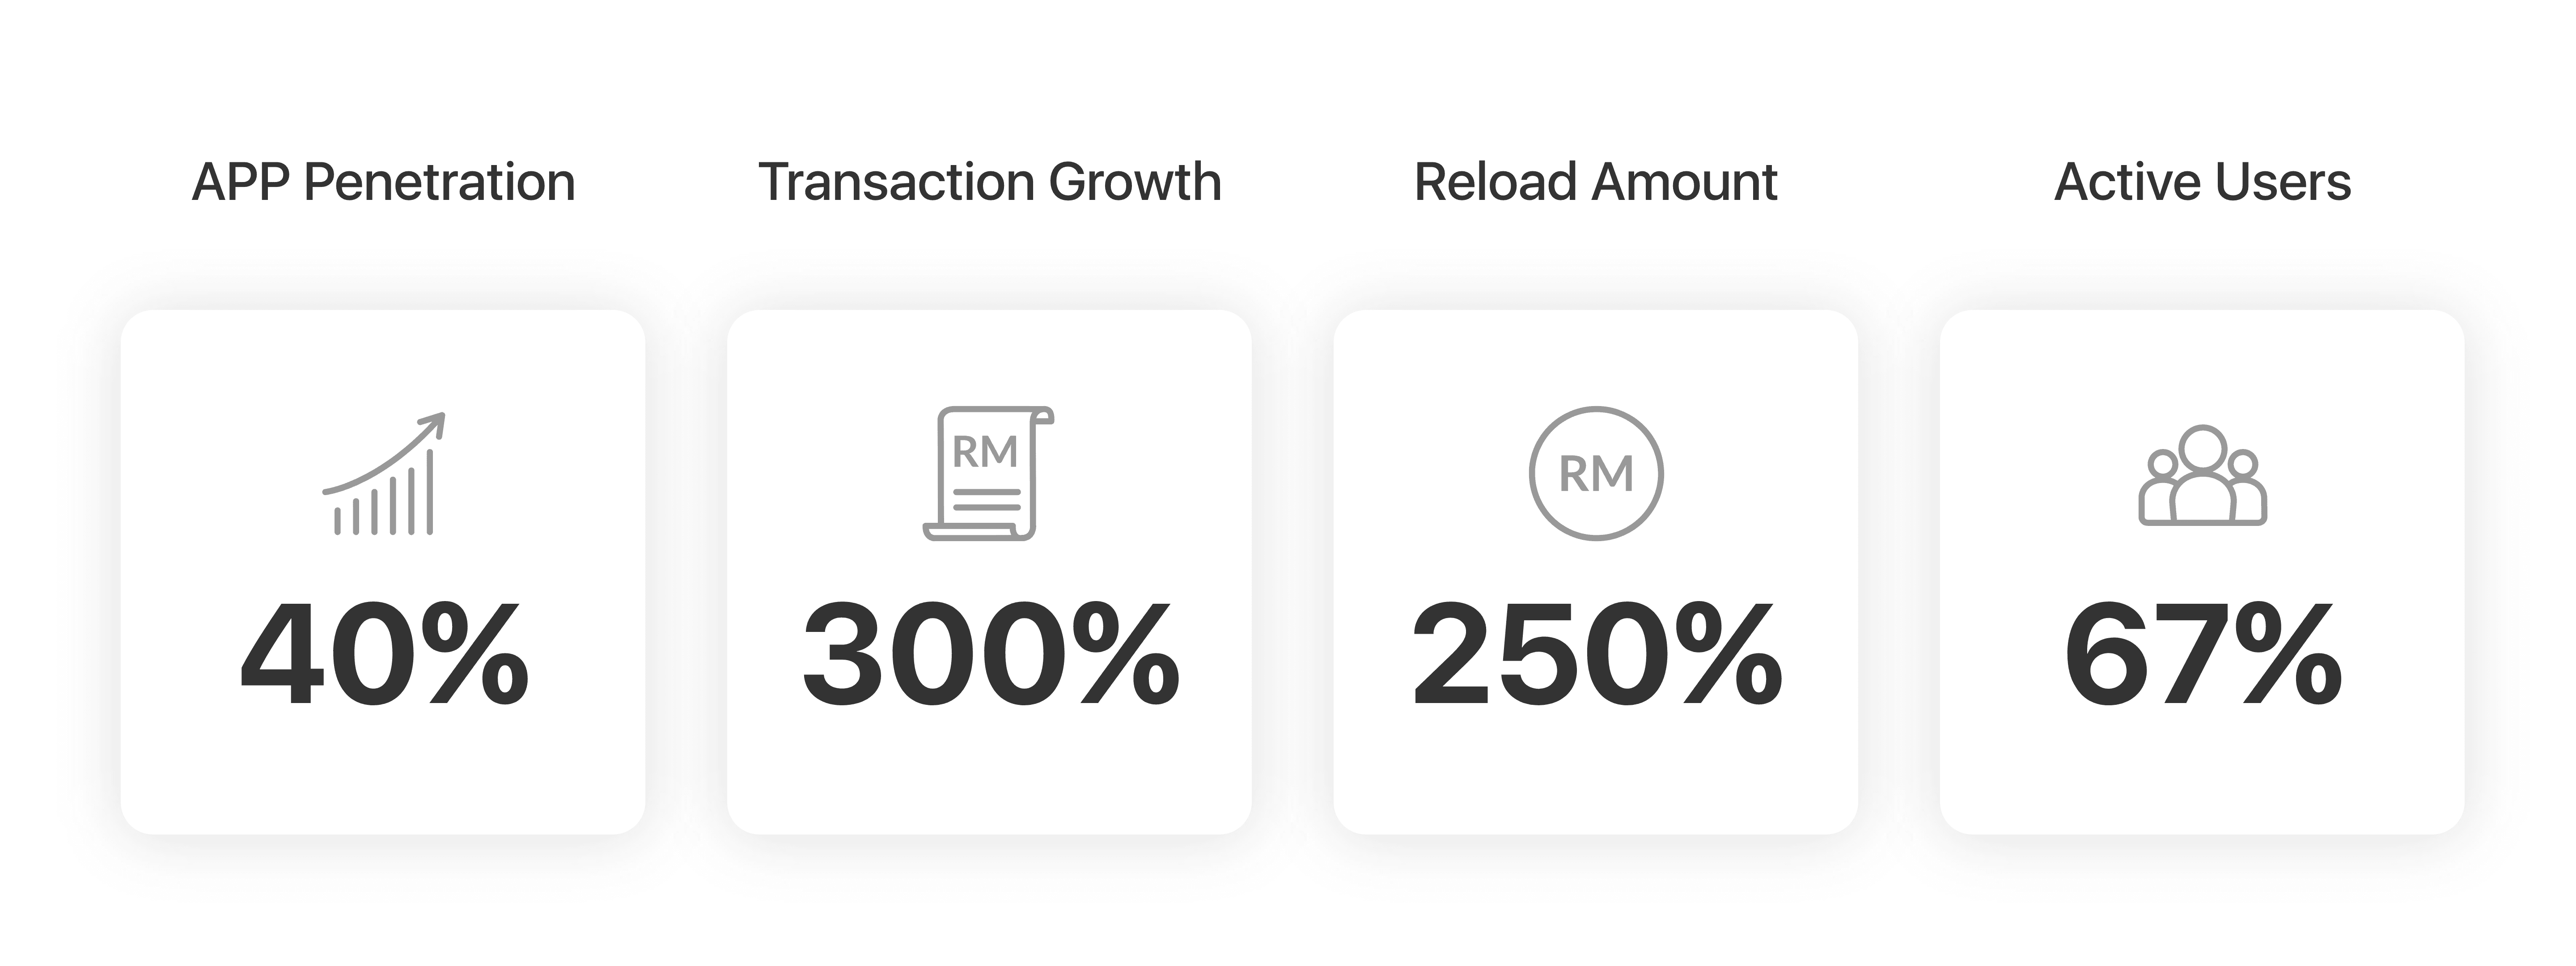 APP Penetration
Transaction Growth
Reload Amount
Active Users
RM
RM
40%
300%
250%
67%